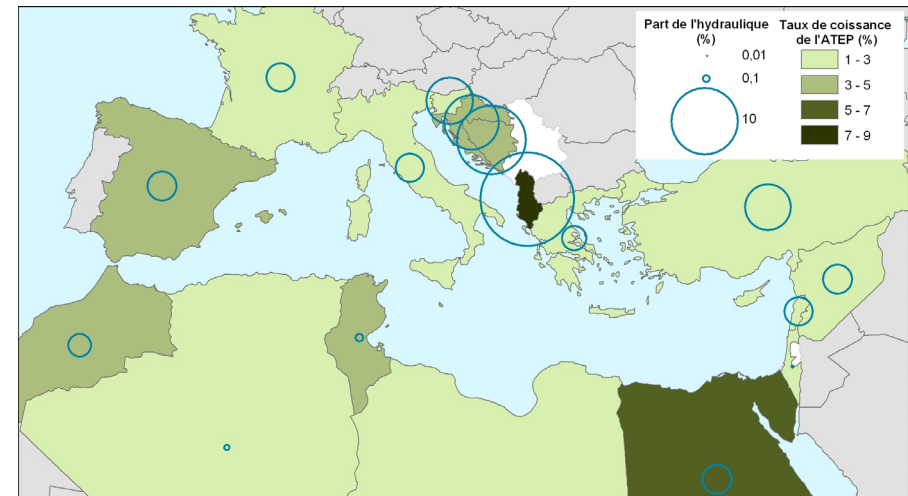 Part de l'hydraulique
(%)
0,01
0,1
10
Taux de coissance
de l'ATEP (%)
1 - 3
3 - 5
5 - 7
7 - 9